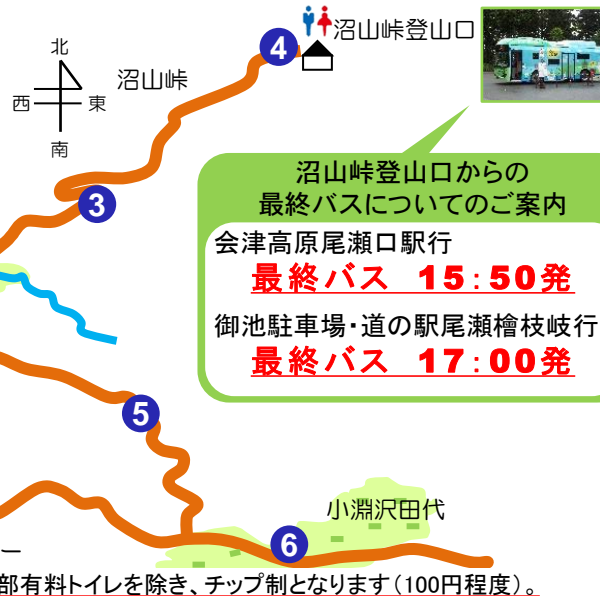 沼山峠登山口
4
北
沼山峠
西 東
南
3
沼山峠登山口からの
最終バスについてのご案内
会津高原尾瀬口駅行
最終バス 15:50発
御池駐車場・道の駅尾瀬檜枝岐行
最終バス 17:00発
5
小淵沢田代
6
ー
部有料トイレを除き、チップ制となります(100円程度)。